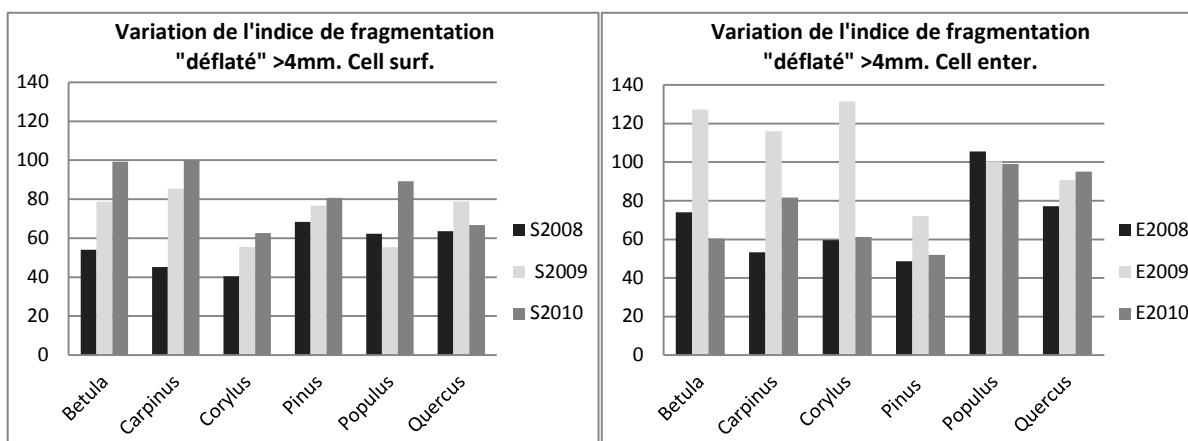 Variation de l'indice de fragmentation
"déflaté" >4mm. Cell surf.
140
120
100
80
60
40
20
0
Betula
Carpinus
Corylus
Pinus
Populus
Quercus
S2008
S2009
S2010
Variation de l'indice de fragmentation
"déflaté" >4mm. Cell enter.
140
120
100
80
60
40
20
0
Betula
Carpinus
Corylus
Pinus
Populus
Quercus
E2008
E2009
E2010